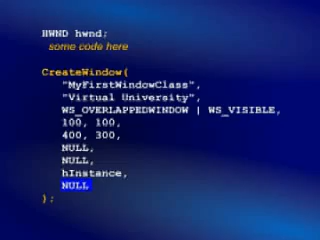 HWND hwnd;
some code here
CreateWindow(
"MyFirstWindowClass",
"Virtual University",
WS_OVERLAPPEDWINDOW | WS_VISIBLE,
100, 100,
400, 300,
NULL,
NULL,
hInstance,
NULL
);